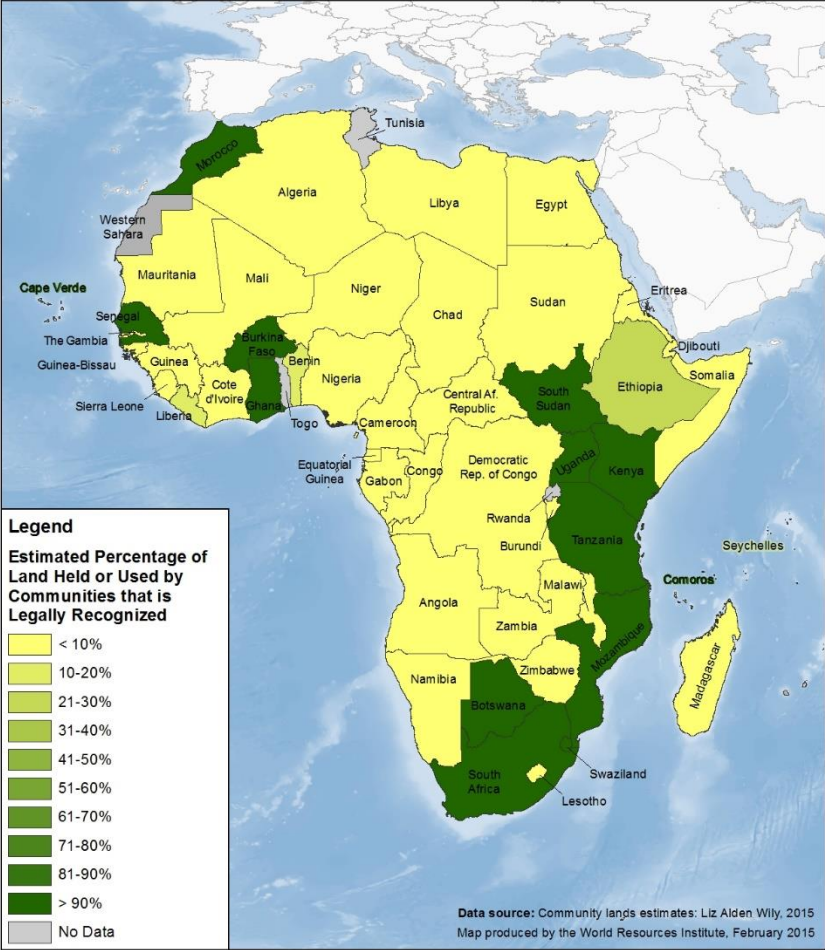 Tunisia
Morocco
Algeria
Libya
Egypt
Western
Sahara
Mauritania
Mali
Niger
Chad
Sudan
Eritrea
Cape Verde
Senegal
The Gambia
Guinea-Bissau
Guinea
Sierra Leone
Liberia
Cote
d'Ivoire
Burkina
Faso
Ghana
Benin
Togo
Nigeria
Cameroon
Central Af.
Republic
South
Sudan
Ethiopia
Djibouti
Somalia
Equatorial
Guinea
Gabon
Congo
Democratic
Rep. of Congo
Uganda
Kenya
Rwanda
Burundi
Tanzania
Seychelles
Comoros
Angola
Zambia
Malawi
Mozambique
Zimbabwe
Namibia
Botswana
Madagascar
South
Africa
Swaziland
Lesotho
Legend
Estimated Percentage of
Land Held or Used by
Communities that is
Legally Recognized
< 10%
10-20%
21-30%
31-40%
41-50%
51-60%
61-70%
71-80%
81-90%
> 90%
No Data
Data source: Community lands estimates: Liz Alden Wily, 2015
Map produced by the World Resources Institute, February 2015